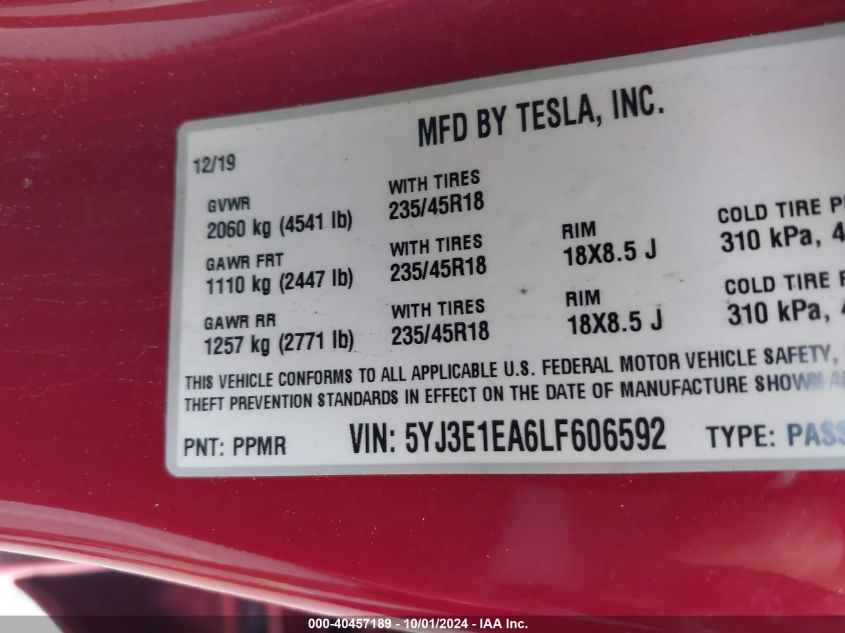 MFD BY TESLA, INC.
12/19
GVWR
2060 kg (4541 lb)
WITH TIRES
235/45R18
GAWR FRT
1110 kg (2447 lb)
WITH TIRES
235/45R18
RIM
18X8.5 J
COLD TIRE
310 kPa,
GAWR RR
1257 kg (2771 lb)
WITH TIRES
235/45R18
RIM
18X8.5 J
COLD TIRE
310 kPa,
THIS VEHICLE CONFORMS TO ALL APPLICABLE U.S. FEDERAL MOTOR VEHICLE SAFETY,
THEFT PREVENTION STANDARDS IN EFFECT ON THE DATE OF MANUFACTURE SHOWN
PNT: PPMR
VIN: 5YJ3E1EA6LF606592
TYPE: PASS
000-40457189 - 10/01/2024 - IAA Inc.